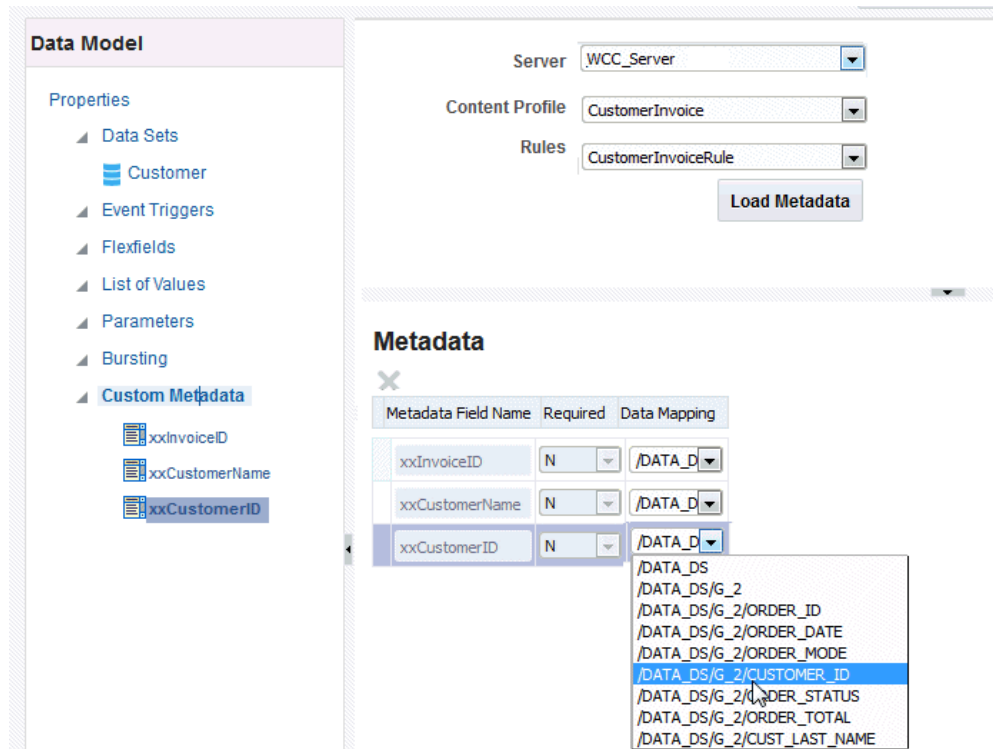 Data Model
Properties
Data Sets
Customer
Event Triggers
Flexfields
List of Values
Parameters
Bursting
Custom Metadata
xxInvoiceID
xxCustomerName
xxCustomerID
Server WCC_Server
Content Profile CustomerInvoice
Rules CustomerInvoiceRule
Load Metadata
Metadata
Metadata Field Name Required Data Mapping
xxInvoiceID N /DATA_D
xxCustomerName N /DATA_D
xxCustomerID N /DATA_D
/DATA_DS
/DATA_DS/G_2
/DATA_DS/G_2/ORDER_ID
/DATA_DS/G_2/ORDER_DATE
/DATA_DS/G_2/ORDER_MODE
/DATA_DS/G_2/CUSTOMER_ID
/DATA_DS/G_2/ORDER_STATUS
/DATA_DS/G_2/ORDER_TOTAL
/DATA_DS/G_2/CUST_LAST_NAME